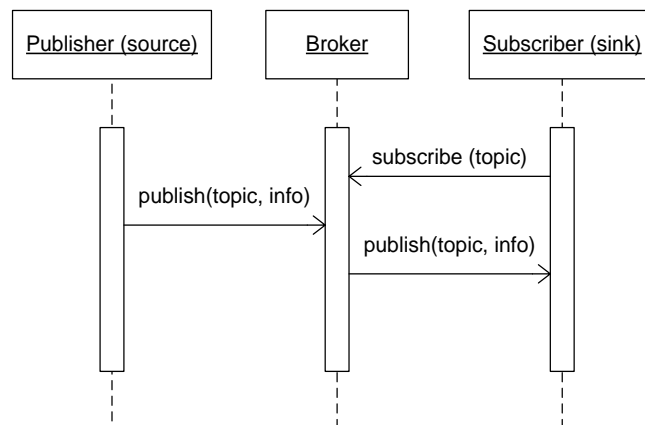 Publisher (source)
Broker
Subscriber (sink)
subscribe (topic)
publish(topic, info)
publish(topic, info)